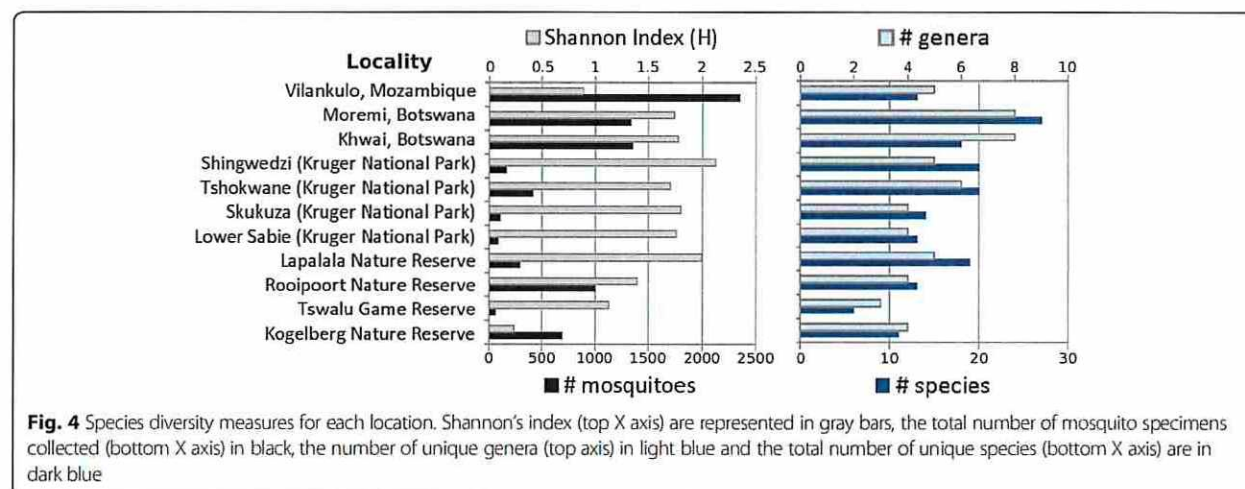 Shannon Index (H)
# genera
Locality
0 0.5 1 1.5 2 2.5
0 2 4 6 8 10
Vilankulo, Mozambique
Moremi, Botswana
Khwai, Botswana
Shingwedzi (Kruger National Park)
Tshokwane (Kruger National Park)
Skukuza (Kruger National Park)
Lower Sabie (Kruger National Park)
Lapalala Nature Reserve
Rooipoort Nature Reserve
Tswalu Game Reserve
Kogelberg Nature Reserve
0 500 1000 1500 2000 2500
10 20 30
# mosquitoes
# species
Fig. 4 Species diversity measures for each location. Shannon's index (top X axis) are represented in gray bars, the total number of mosquito specimens
collected (bottom X axis) in black, the number of unique genera (top axis) in light blue and the total number of unique species (bottom X axis) are in
dark blue